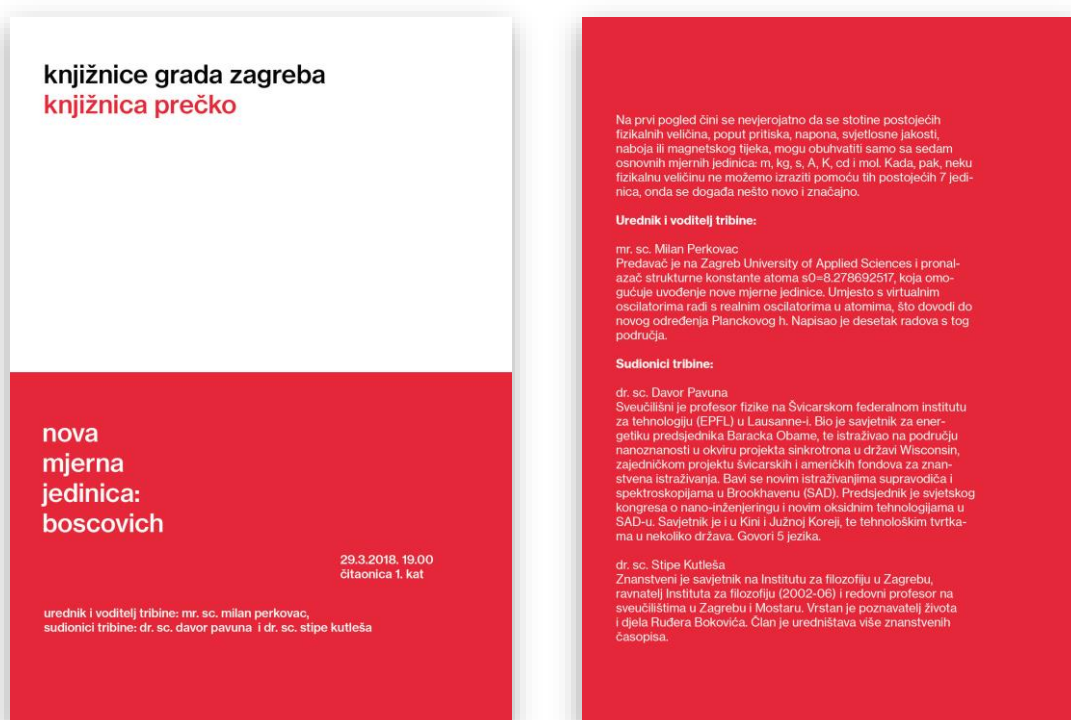 knjižnice grada zagreba
knjižnica prečko
nova
mjerna
jedinica:
boscovich
29.3.2018. 19.00
čitaonica 1. kat
urednik i voditelj tribine: mr. sc. milan perkovac,
sudionici tribine: dr. sc. davor pavuna i dr. sc. stipe kutleša
Na prvi pogled čini se nevjerojatno da se stotine postojećih
fizikalnih veličina, poput pritiska, napona, svjetlosne jakosti,
naboja ili magnetskog tijeka, mogu obuhvatiti samo sa sedam
osnovnih mjernih jedinica: m, kg, s, A, K, cd i mol. Kada, pak, neku
fizikalnu veličinu ne možemo izraziti pomoću tih postojećih 7 jedi-
nica, onda se događa nešto novo i značajno.
Urednik i voditelj tribine:
mr. sc. Milan Perkovac
Predavač je na Zagreb University of Applied Sciences i pronal-
azač strukturne konstante atoma s0=8.278692517, koja omo-
gućuje uvođenje nove mjerne jedinice. Umjesto s virtualnim
oscilatorima radi s realnim oscilatorima u atomima, što dovodi do
novog određenja Planckovog h. Napisao je desetak radova s tog
područja.
Sudionici tribine:
dr. sc. Davor Pavuna
Sveučilišni je profesor fizike na Švicarskom federalnom institutu
za tehnologiju (EPFL) u Lausanne-i. Bio je savjetnik za ener-
getiku predsjednika Baracka Obame, te istraživao na području
nanoznanosti u okviru projekta sinkrotrona u državi Wisconsin,
zajedničkom projektu švicarskih i američkih fondova za znan-
stvena istraživanja. Bavi se novim istraživanjima supravodiča i
spektroskopijama u Brookhavenu (SAD). Predsjednik je svjetskog
kongresa o nano-inženjeringu i novim oksidnim tehnologijama u
SAD-u. Savjetnik je i u Kini i Južnoj Koreji, te tehnološkim tvrtka-
ma u nekoliko država. Govori 5 jezika.
dr. sc. Stipe Kutleša
Znanstveni je savjetnik na Institutu za filozofiju u Zagrebu,
ravnatelj Instituta za filozofiju (2002-06) i redovni profesor na
sveučilištima u Zagrebu i Mostaru. Vrstan je poznavatelj života
i djela Ruđera Bokovića. Član je uredništava više znanstvenih
časopisa.